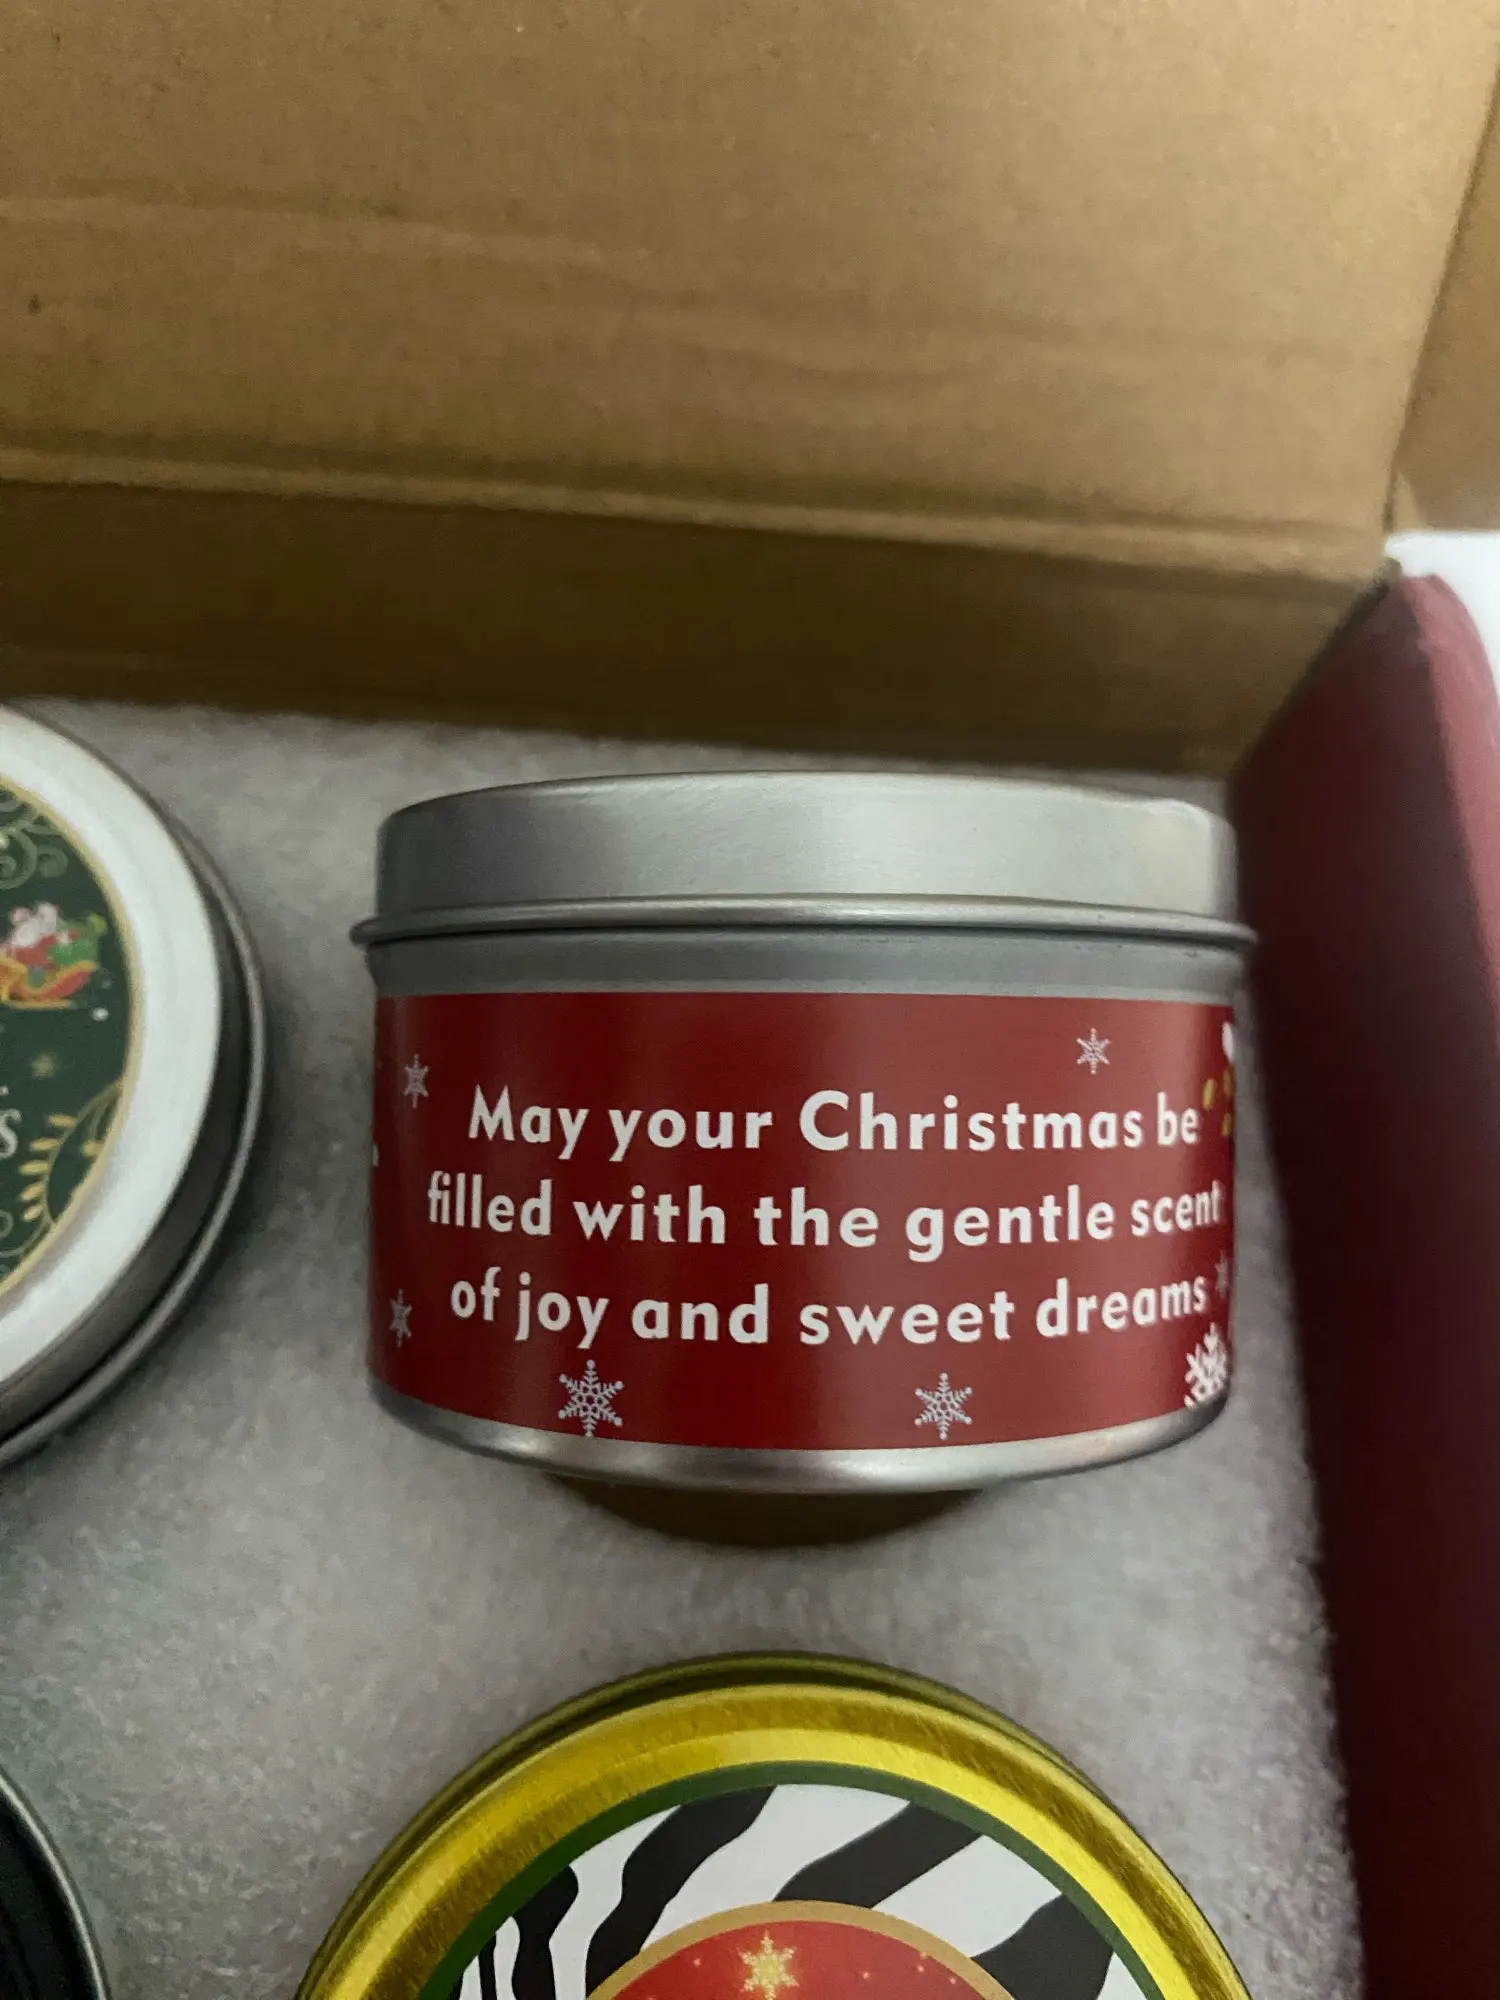 May your Christmas be
filled with the gentle scent
of joy and sweet dreams